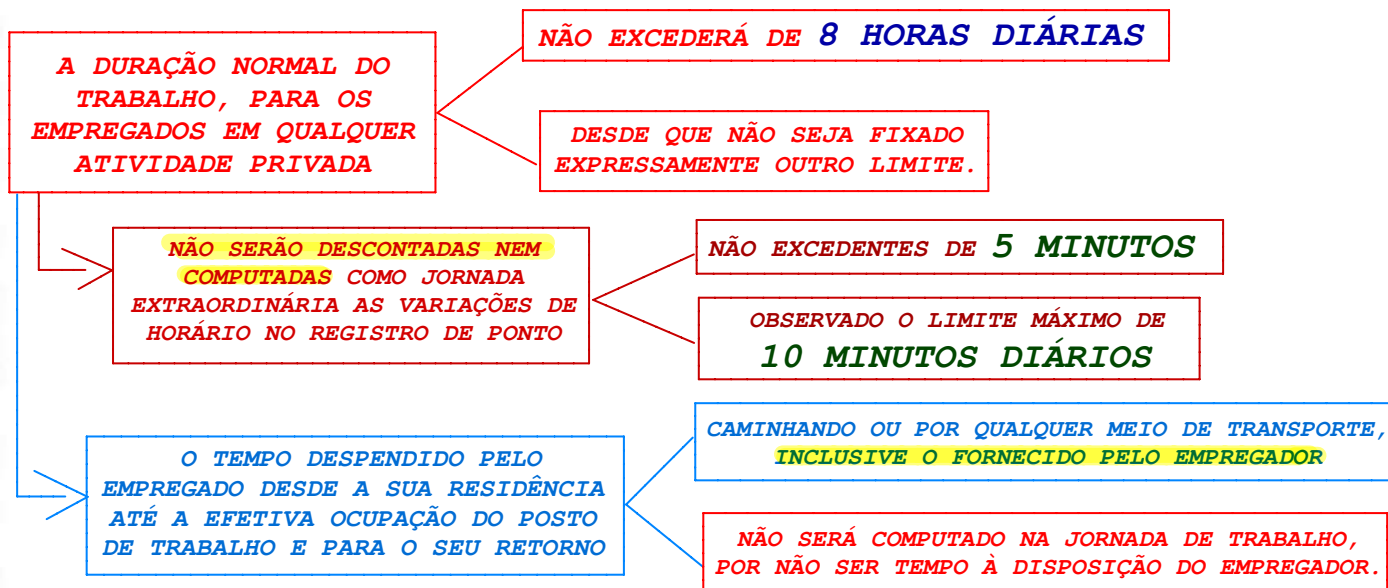 A DURAÇÃO NORMAL DO
TRABALHO, PARA OS
EMPREGADOS EM QUALQUER
ATIVIDADE PRIVADA
NÃO EXCEDERÁ DE 8 HORAS DIÁRIAS
DESDE QUE NÃO SEJA FIXADO
EXPRESSAMENTE OUTRO LIMITE.
NÃO SERÃO DESCONTADAS NEM
COMPUTADAS COMO JORNADA
EXTRAORDINÁRIA AS VARIAÇÕES DE
HORÁRIO NO REGISTRO DE PONTO
NÃO EXCEDENTES DE 5 MINUTOS
OBSERVADO O LIMITE MÁXIMO DE
10 MINUTOS DIÁRIOS
O TEMPO DESPENDIDO PELO
EMPREGADO DESDE A SUA RESIDÊNCIA
ATÉ A EFETIVA OCUPAÇÃO DO POSTO
DE TRABALHO E PARA O SEU RETORNO
CAMINHANDO OU POR QUALQUER MEIO DE TRANSPORTE,
INCLUSIVE O FORNECIDO PELO EMPREGADOR
NÃO SERÁ COMPUTADO NA JORNADA DE TRABALHO,
POR NÃO SER TEMPO À DISPOSIÇÃO DO EMPREGADOR.